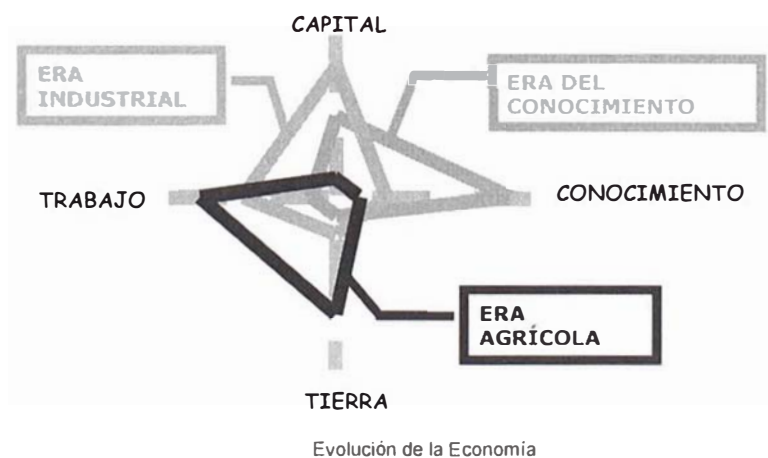 CAPITAL
ERA
INDUSTRIAL
ERA DEL
CONOCIMIENTO
TRABAJO
CONOCIMIENTO
ERA
AGRÍCOLA
TIERRA
Evolución de la Economía